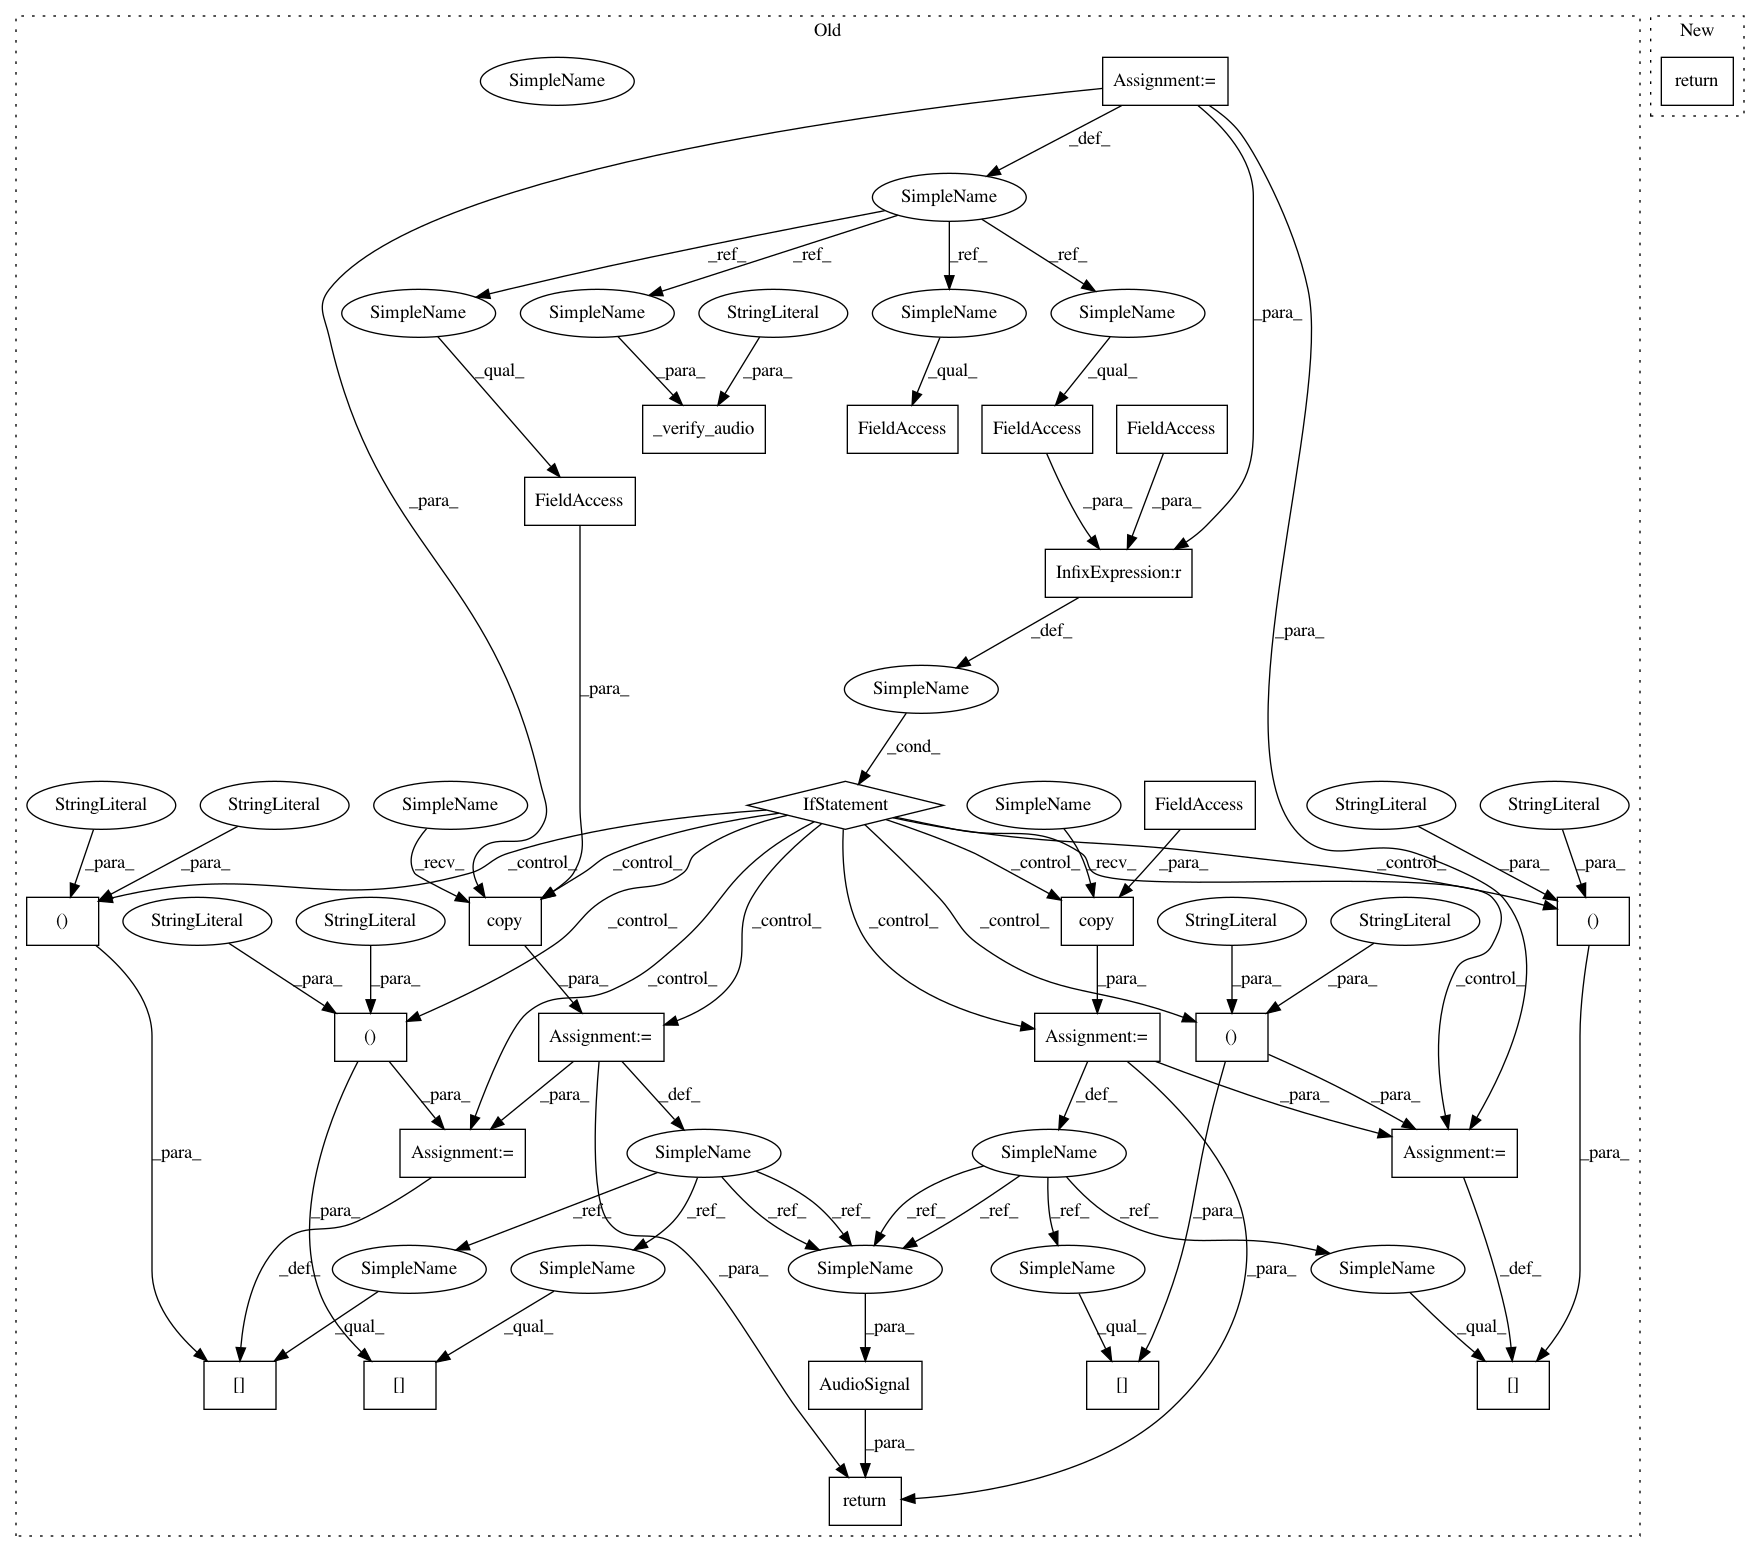 Old
New
SimpleName
Assignment:=
return
_def_
SimpleName
_ref_
_ref_
_ref_
_ref_
SimpleName
SimpleName
StringLiteral
SimpleName
SimpleName
_para_
_para_
_qual_
_para_
_para_
_qual_
_qual_
_verify_audio
FieldAccess
FieldAccess
FieldAccess
FieldAccess
_para_
_para_
_para_
InfixExpression:r
_def_
_para_
SimpleName
_para_
_cond_
StringLiteral
StringLiteral
SimpleName
IfStatement
SimpleName
FieldAccess
StringLiteral
StringLiteral
_para_
_para_
_recv_
_control_
_control_
_control_
_recv_
_para_
_control_
_para_
_para_
()
StringLiteral
StringLiteral
copy
_control_
_control_
_control_
_control_
copy
StringLiteral
StringLiteral
()
_para_
_para_
_para_
_control_
_para_
_para_
_para_
_control_
()
Assignment:=
Assignment:=
()
_para_
_para_
_def_
_def_
_para_
_para_
_para_
Assignment:=
SimpleName
SimpleName
Assignment:=
_para_
_para_
_ref_
_ref_
_ref_
_ref_
_ref_
_ref_
_ref_
_ref_
_para_
_def_
SimpleName
SimpleName
_para_
SimpleName
SimpleName
_para_
SimpleName
_def_
_qual_
_qual_
_para_
_qual_
_qual_
[]
[]
AudioSignal
[]
[]
_para_
return